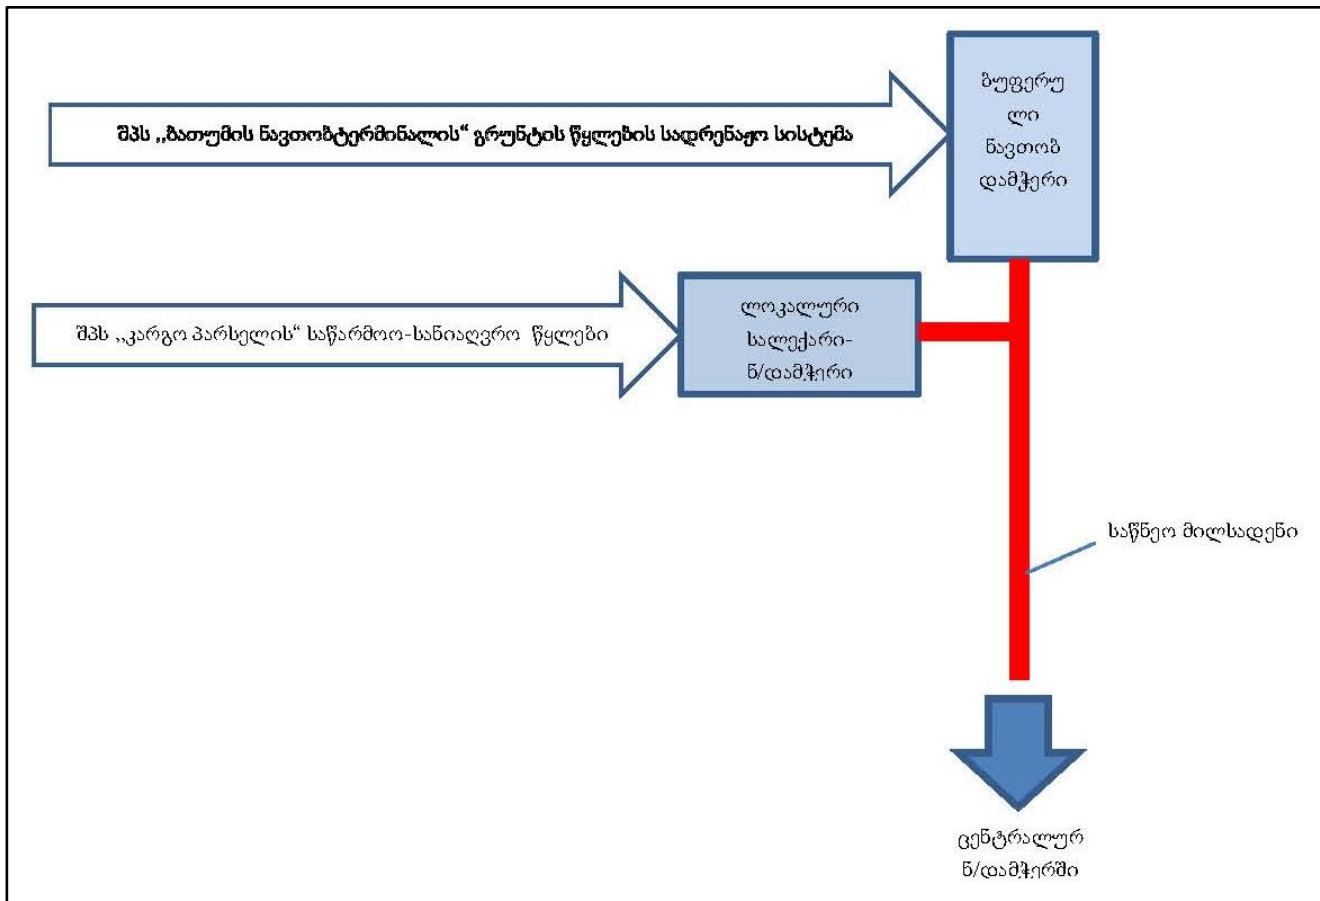 ბუფერუ
ლი
ნავთობ
დამჭერი
შპს ,,ბათუმის ნავთობტერმინალის“ გრუნტის წყლების სადრენაჟო სისტემა
ლოკალური
სალექარი-
ნ/დამჭერი
შპს ,,კარგო პარსელის“ საწარმოო-სანიაღვრო წყლები
საწნეო მილსადენი
ცენტრალურ
ნ/დამჭერში